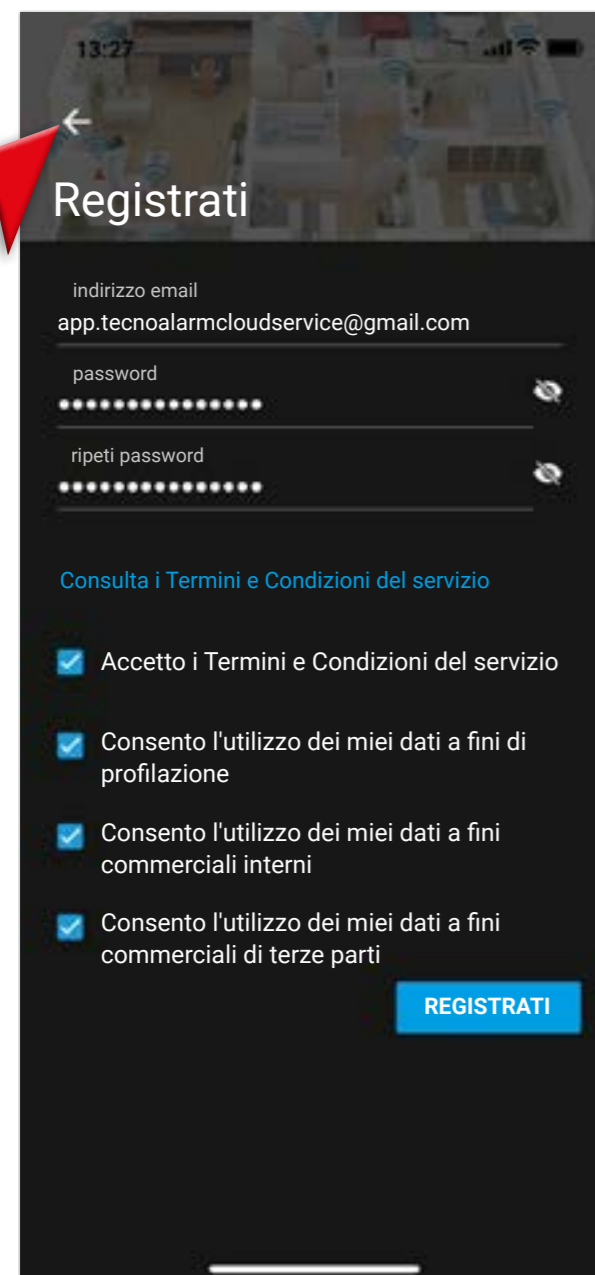 13:27
Registrati
indirizzo email
app.tecnoalarmcloudservice@gmail.com
password
ripeti password
Consulta i Termini e Condizioni del servizio
Accetto i Termini e Condizioni del servizio
Consento l'utilizzo dei miei dati a fini di
profilazione
Consento l'utilizzo dei miei dati a fini
commerciali interni
Consento l'utilizzo dei miei dati a fini
commerciali di terze parti
REGISTRATI